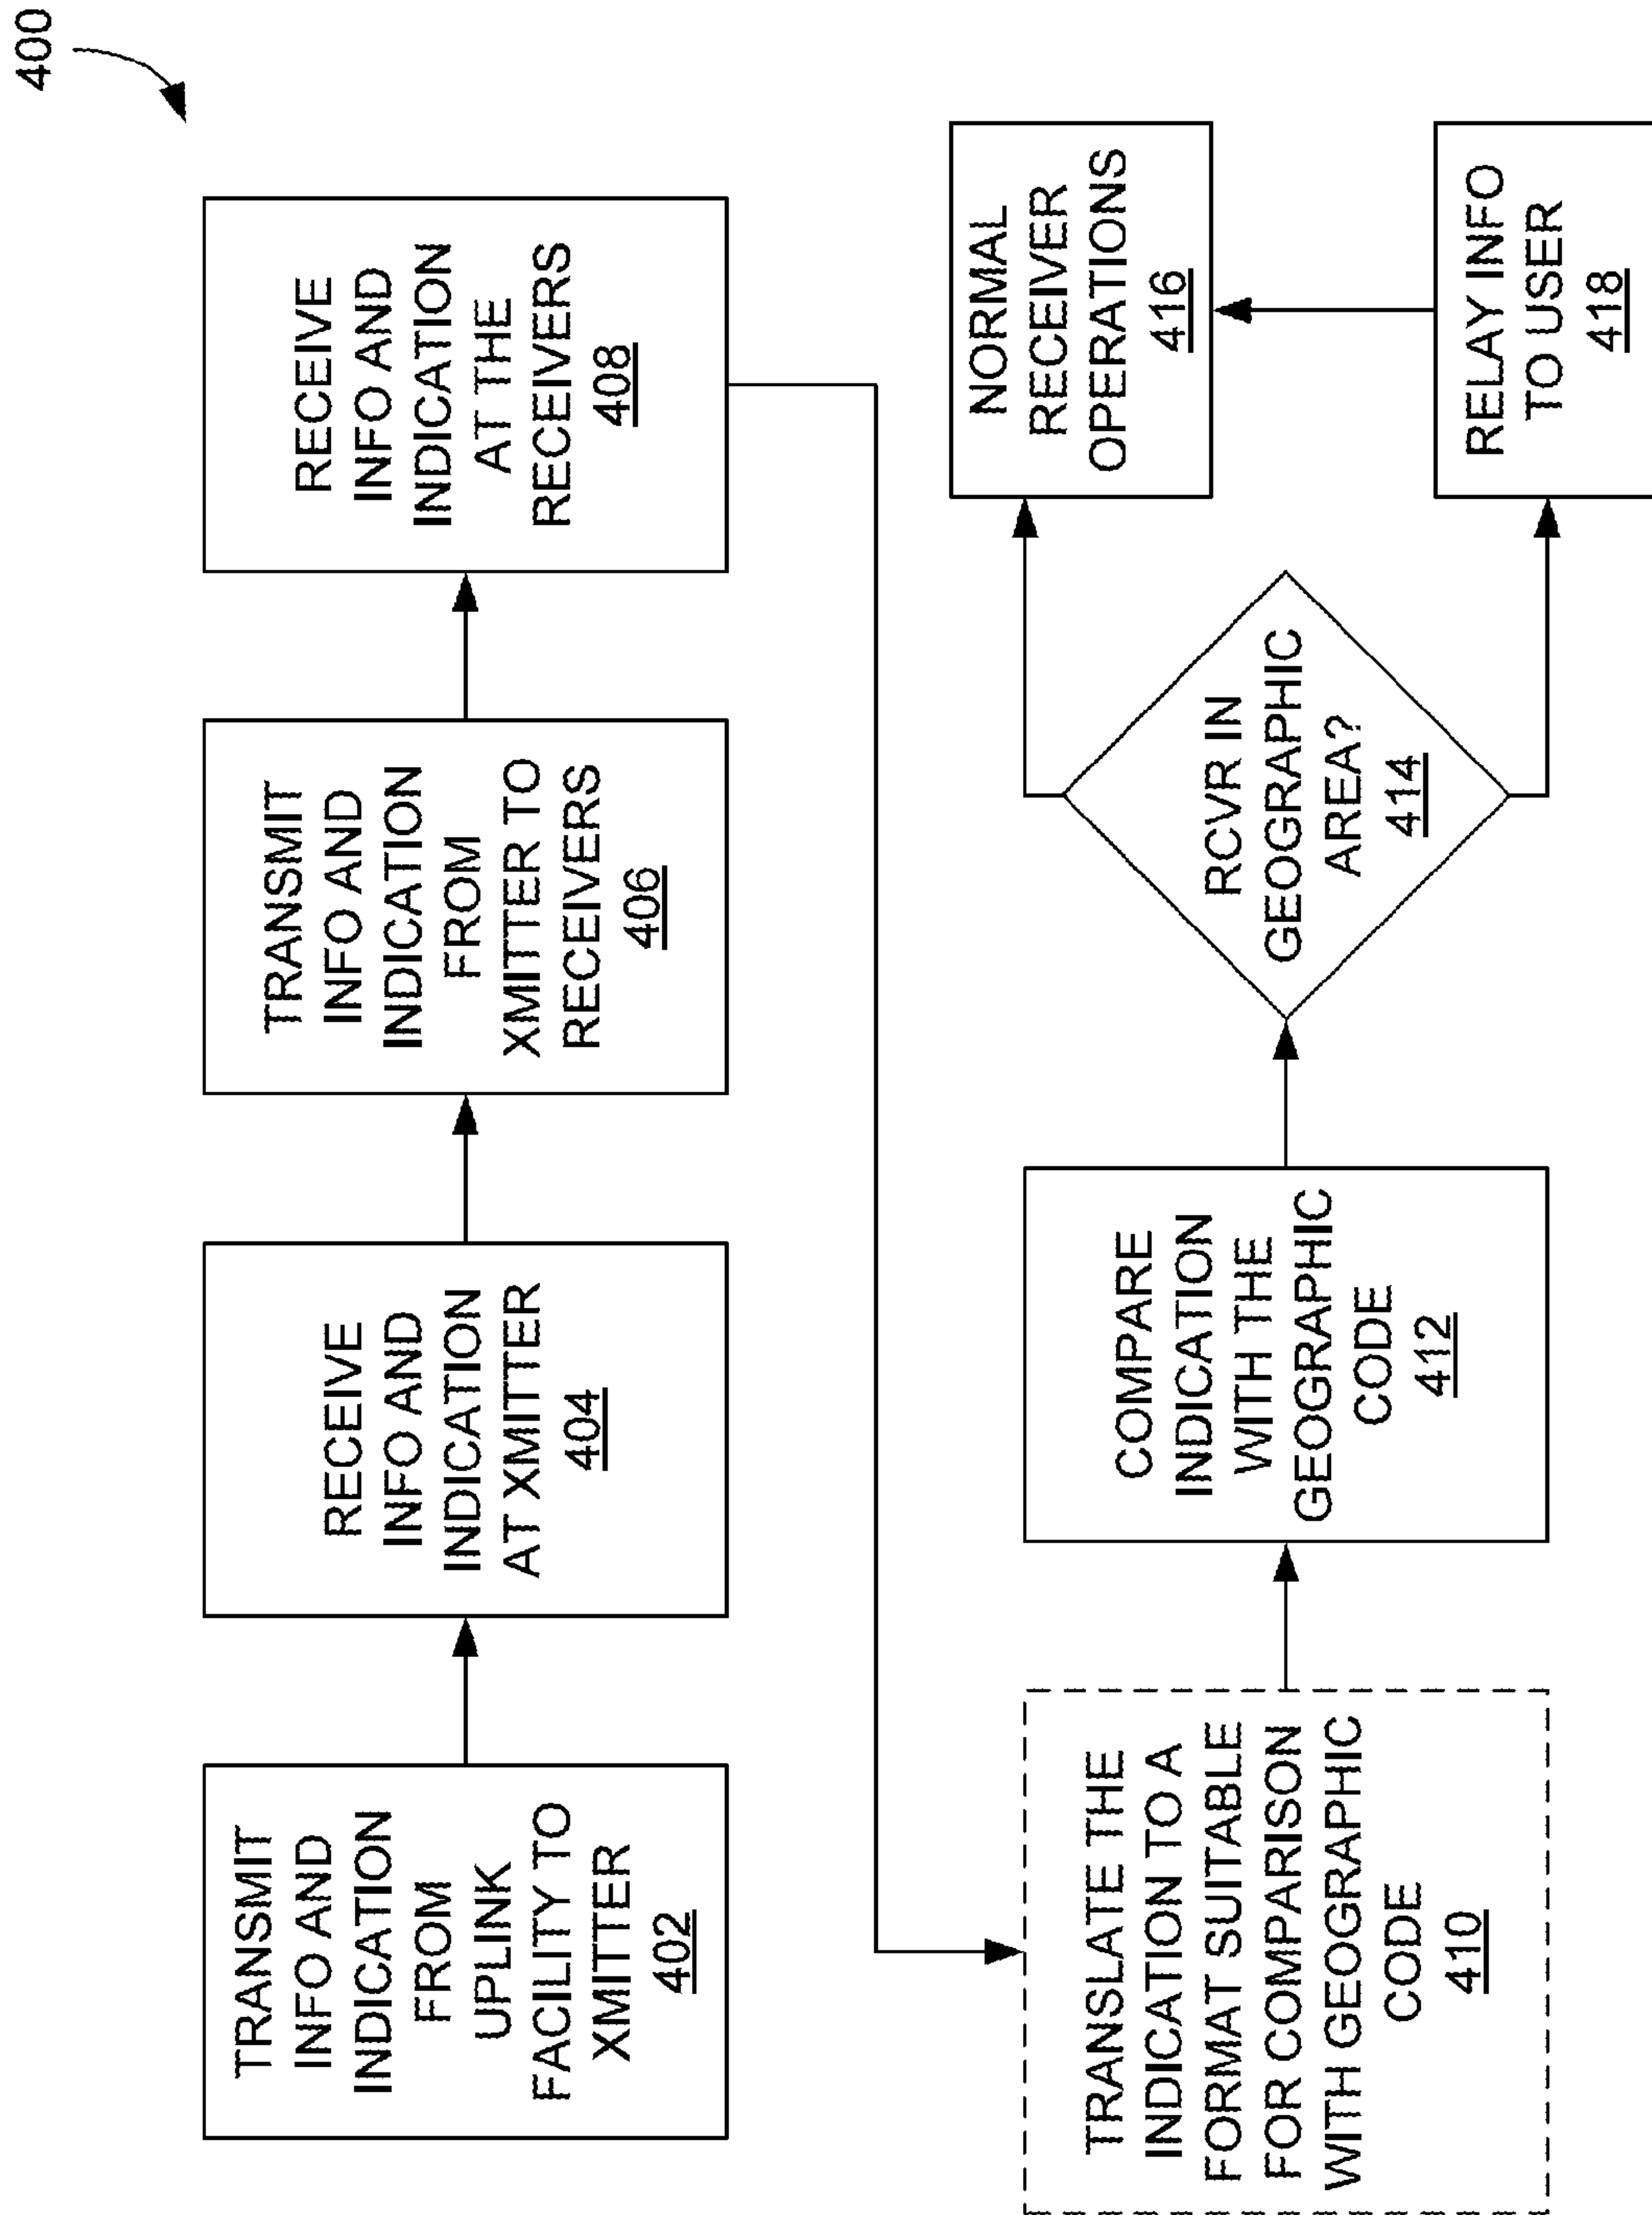 400
TRANSMIT
INFO AND
INDICATION
FROM
UPLINK
FACILITY TO
XMITTER
402
RECEIVE
INFO AND
INDICATION
AT XMITTER
404
TRANSMIT
INFO AND
INDICATION
FROM
XMITTER TO
RECEIVERS
406
RECEIVE
INFO AND
INDICATION
AT THE
RECEIVERS
408
TRANSLATE THE
INDICATION TO A
FORMAT SUITABLE
FOR COMPARISON
WITH GEOGRAPHIC
CODE
410
COMPARE
INDICATION
WITH THE
GEOGRAPHIC
CODE
412
RCVR IN
GEOGRAPHIC
AREA?
414
NORMAL
RECEIVER
OPERATIONS
416
RELAY INFO
TO USER
418